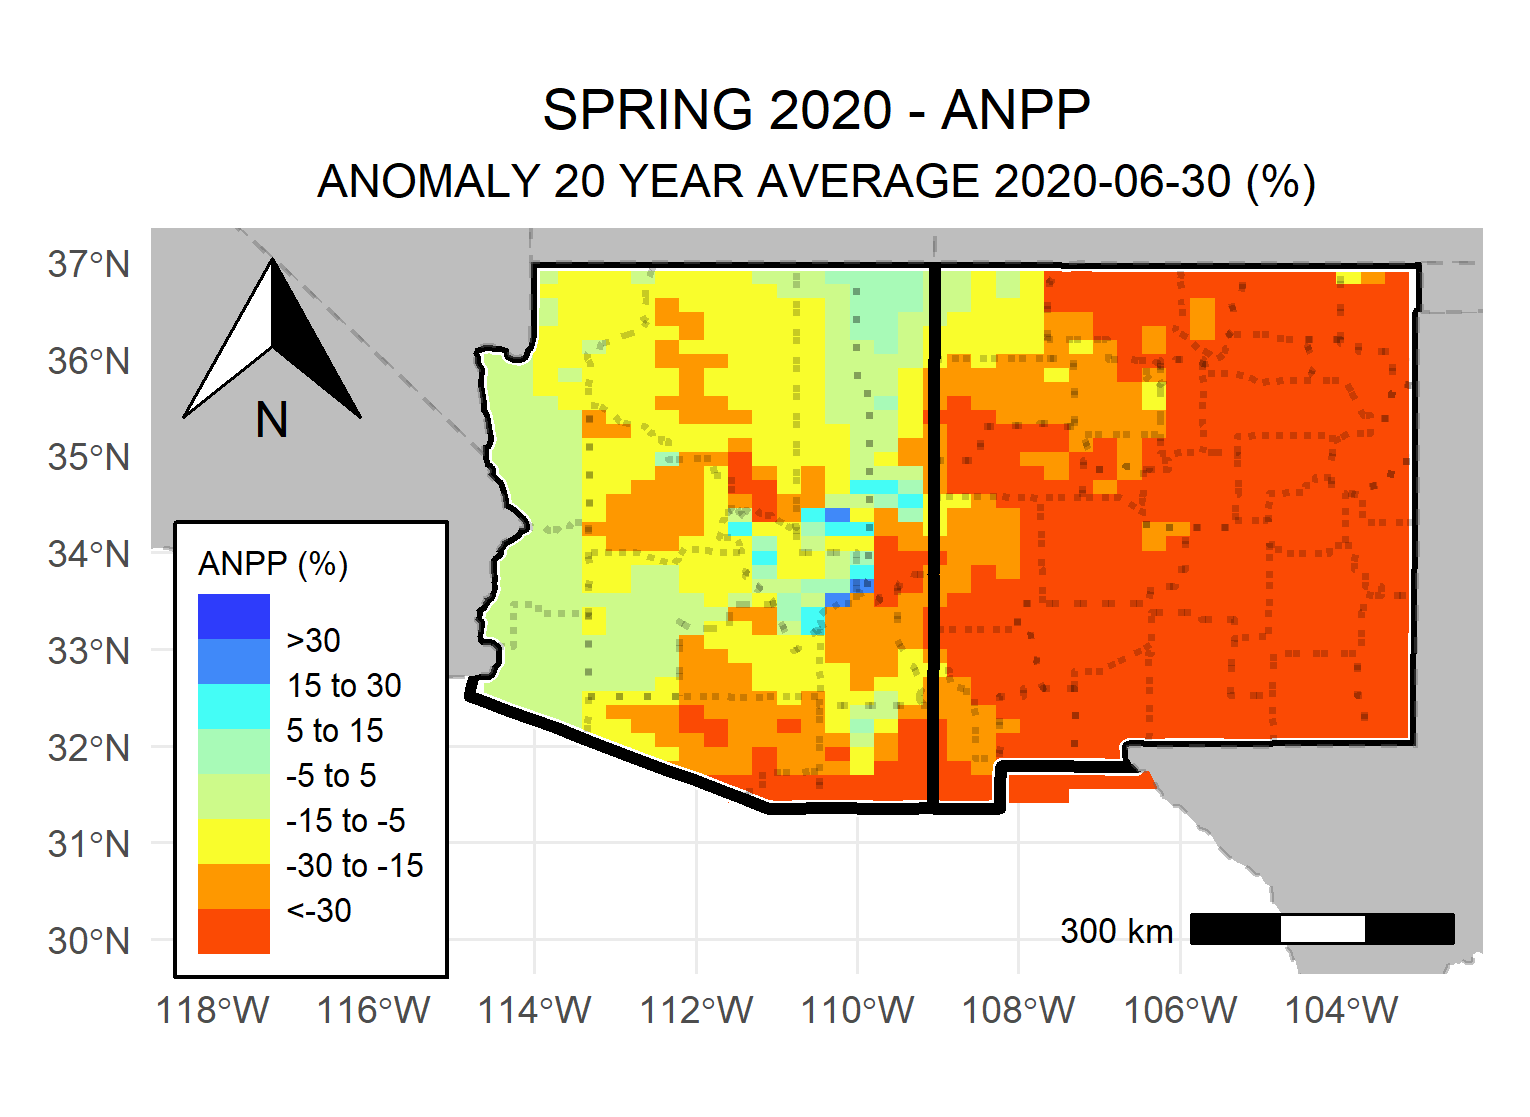 SPRING 2020 - ANPP
ANOMALY 20 YEAR AVERAGE 2020-06-30 (%)
37°N
36°N
35°N
34°N
33°N
32°N
31°N
30°N
N
ANPP (%)
>30
15 to 30
5 to 15
-5 to 5
-15 to -5
-30 to -15
<-30
300 km
118°W
116°W
114°W
112°W
110°W
108°W
106°W
104°W